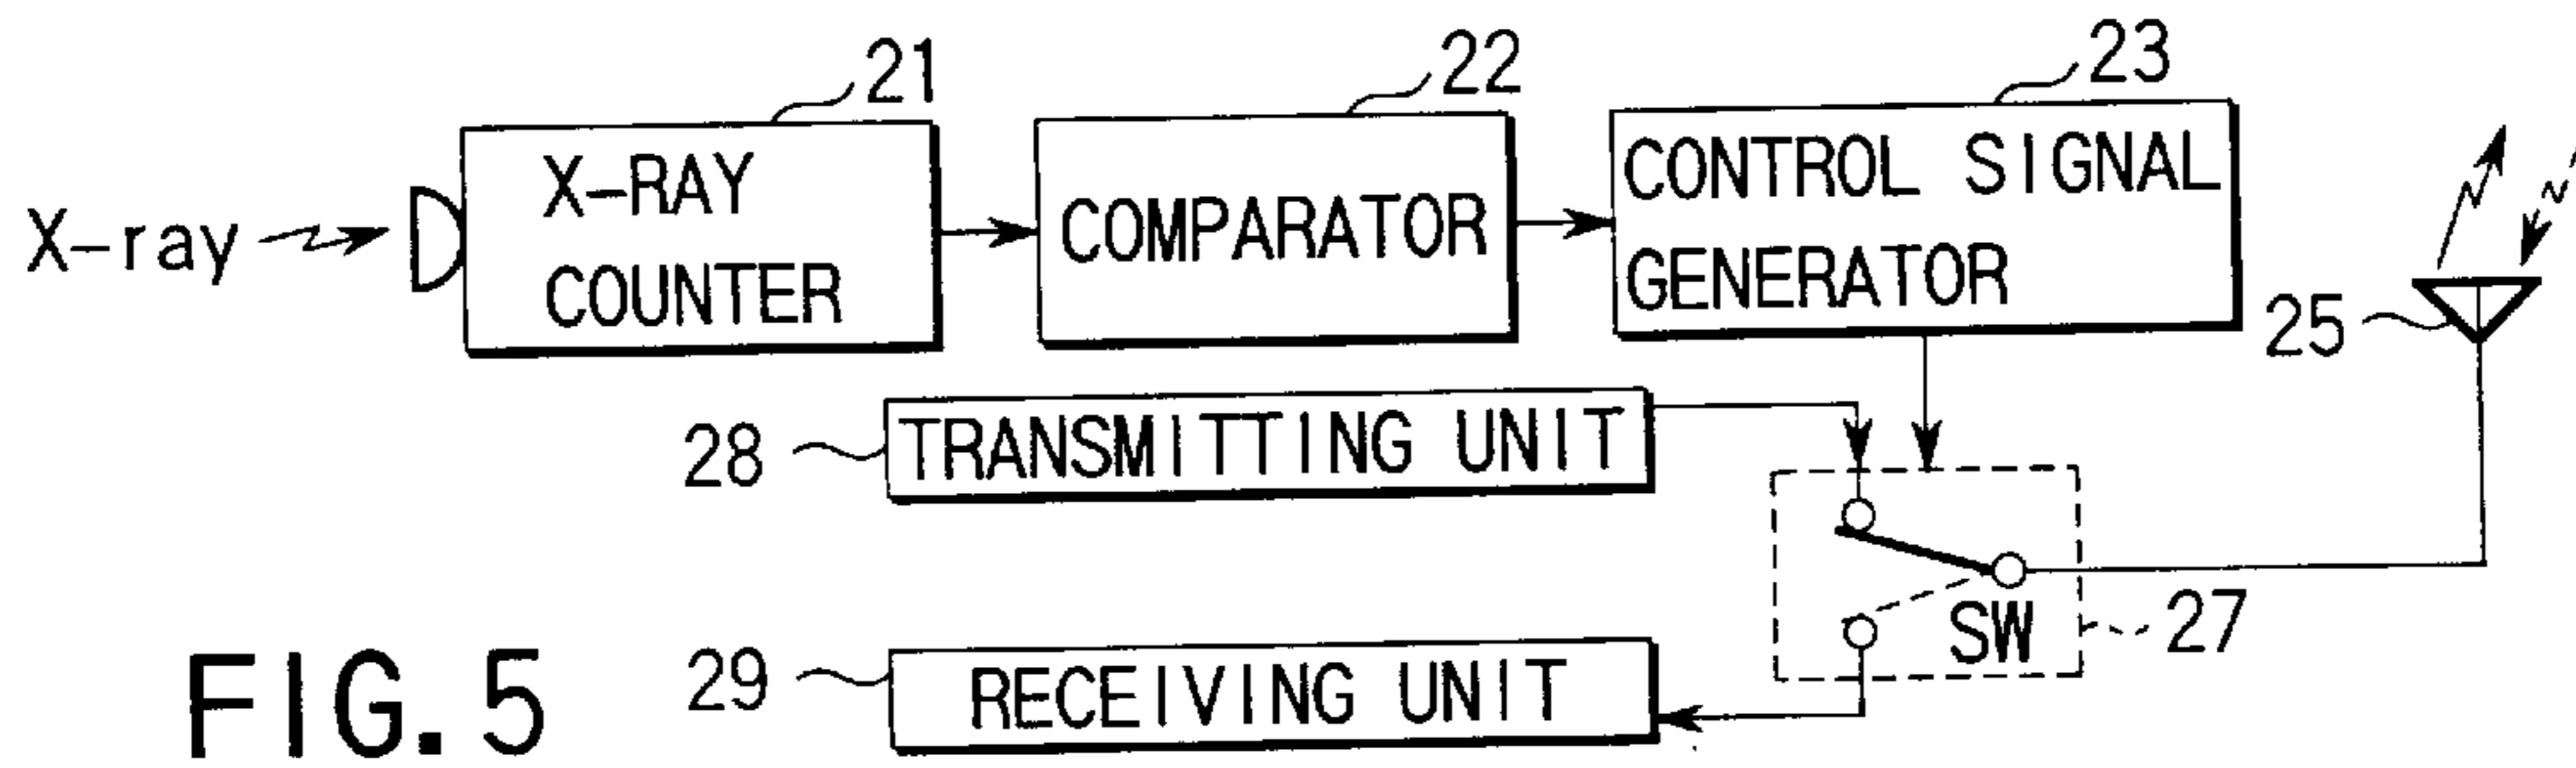 21
22
23
X-ray
X-RAY
COUNTER
COMPARATOR
CONTROL SIGNAL
GENERATOR
25
28
TRANSMITTING UNIT
SW
27
29
RECEIVING UNIT
FIG. 5